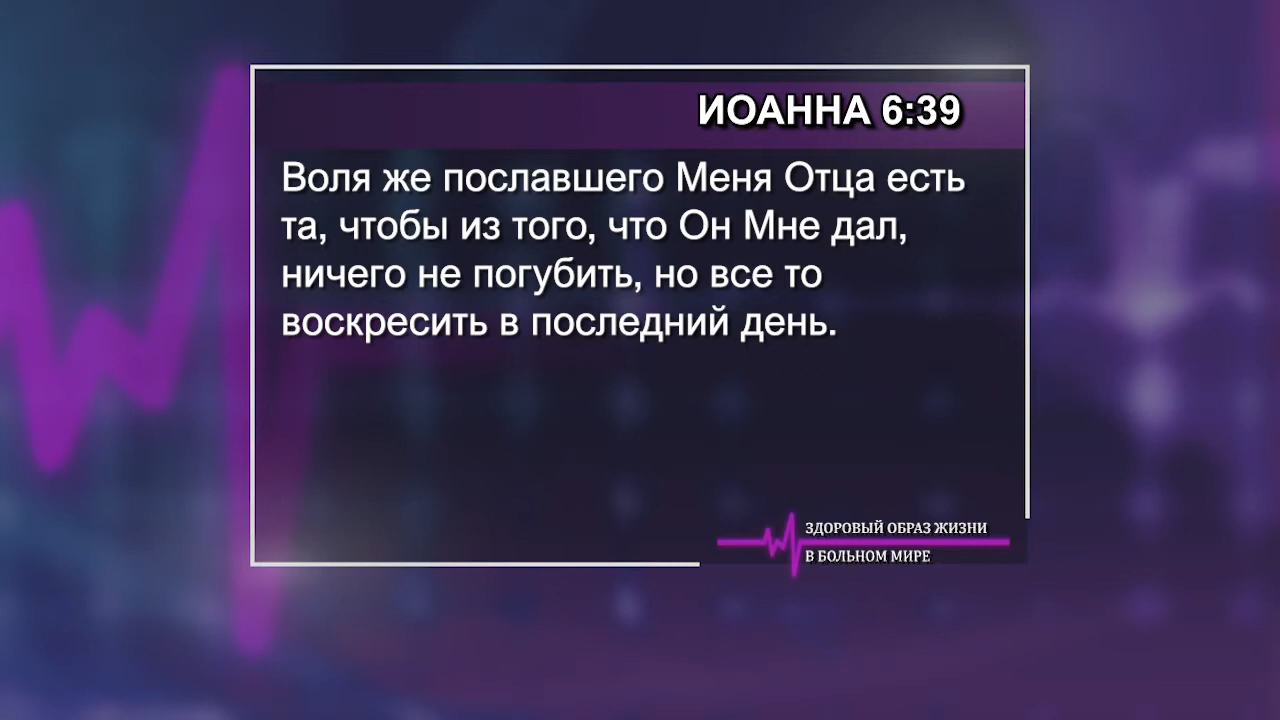 ИОАННА 6:39
Воля же пославшего Меня Отца есть
та, чтобы из того, что Он Мне дал,
ничего не погубить, но все то
воскресить в последний день.
ЗДОРОВЫЙ ОБРАЗ ЖИЗНИ
В БОЛЬНОМ МИРЕ